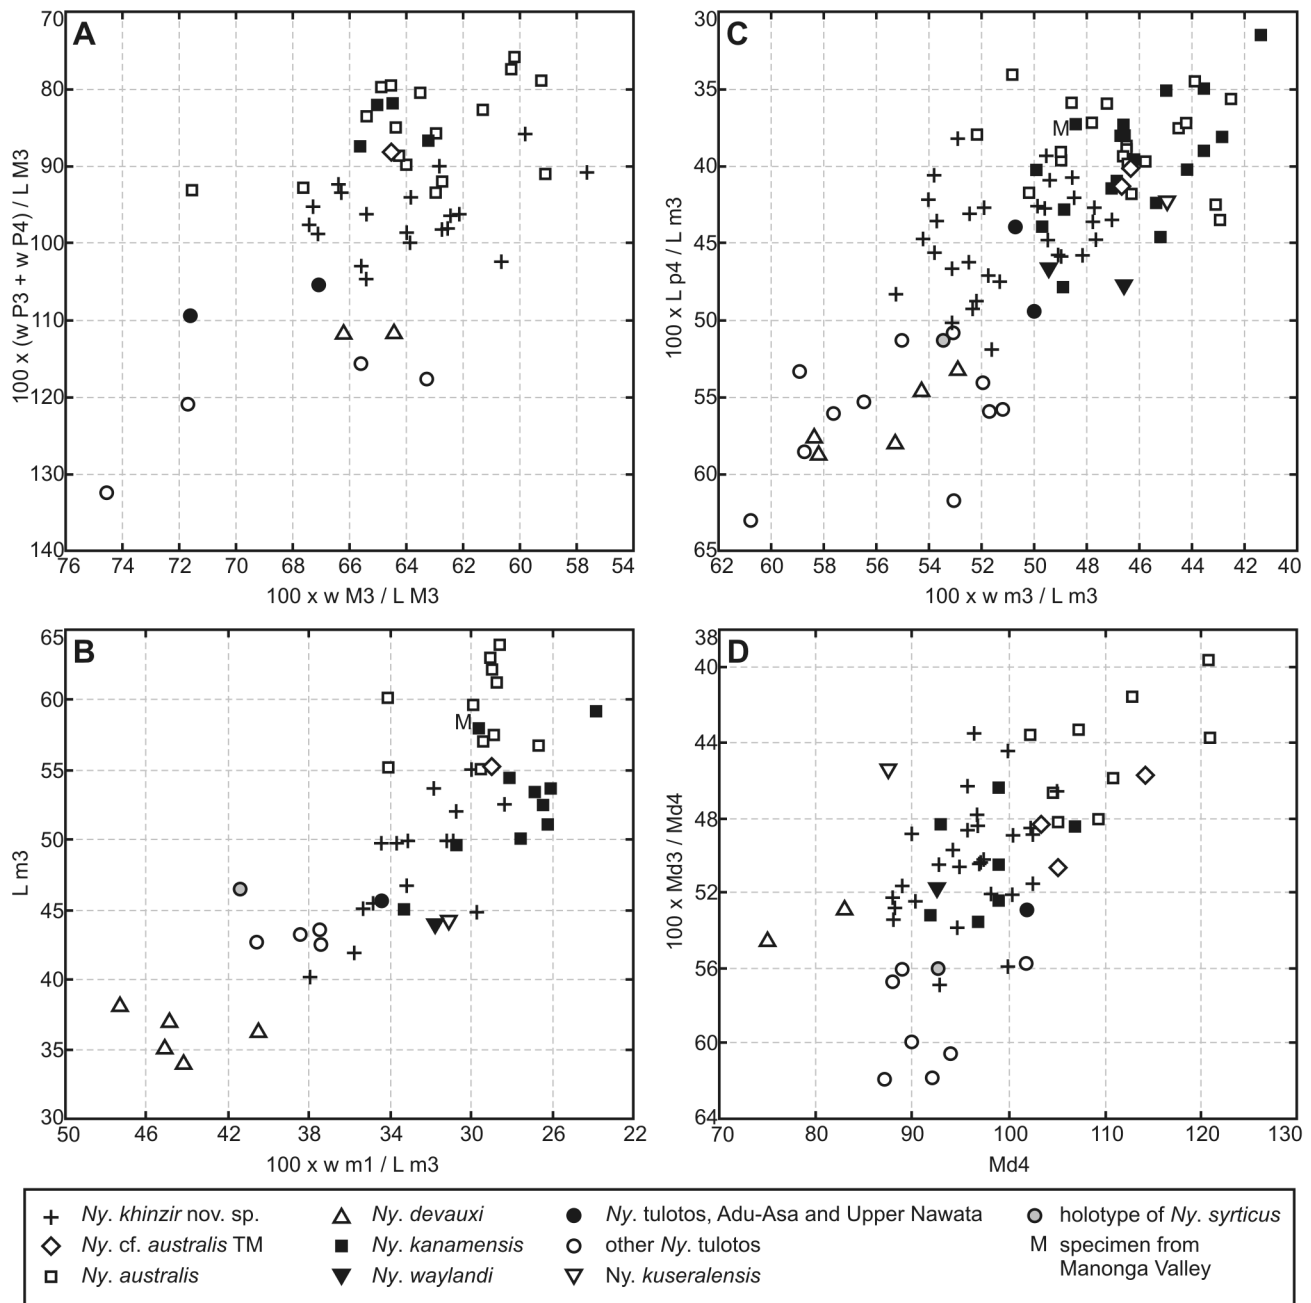 A
70
80
90
100
110
120
130
140
76 74 72 70 68 66 64 62 60 58 56 54
100 x (w P3 + w P4) / L M3
100 x w M3 / L M3
C
30
35
40
45
50
55
60
65
62 60 58 56 54 52 50 48 46 44 42 40
100 x L p4 / L m3
100 x w m3 / L m3
M
B
65
60
55
50
45
40
35
30
50 46 42 38 34 30 26 22
L m3
100 x w m1 / L m3
M
D
38
40
44
48
52
56
60
64
70 80 90 100 110 120 130
100 x Md3 / Md4
Md4
Ny. khinzir nov. sp.
Ny. cf. australis TM
Ny. australis
Ny. devauxi
Ny. kanamensis
Ny. waylandi
Ny. tulotos, Adu-Asa and Upper Nawata
other Ny. tulotos
Ny. kuseralensis
holotype of Ny. syrticus
M specimen from
Manonga Valley